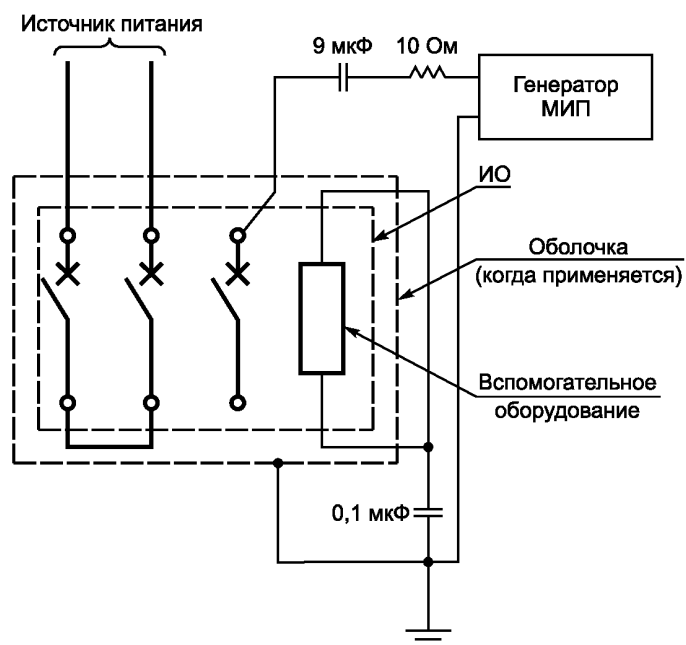 Источник питания
9 мкФ
10 Ом
Генератор
МИП
ИО
Оболочка
(когда применяется)
Вспомогательное
оборудование
0,1 мкФ